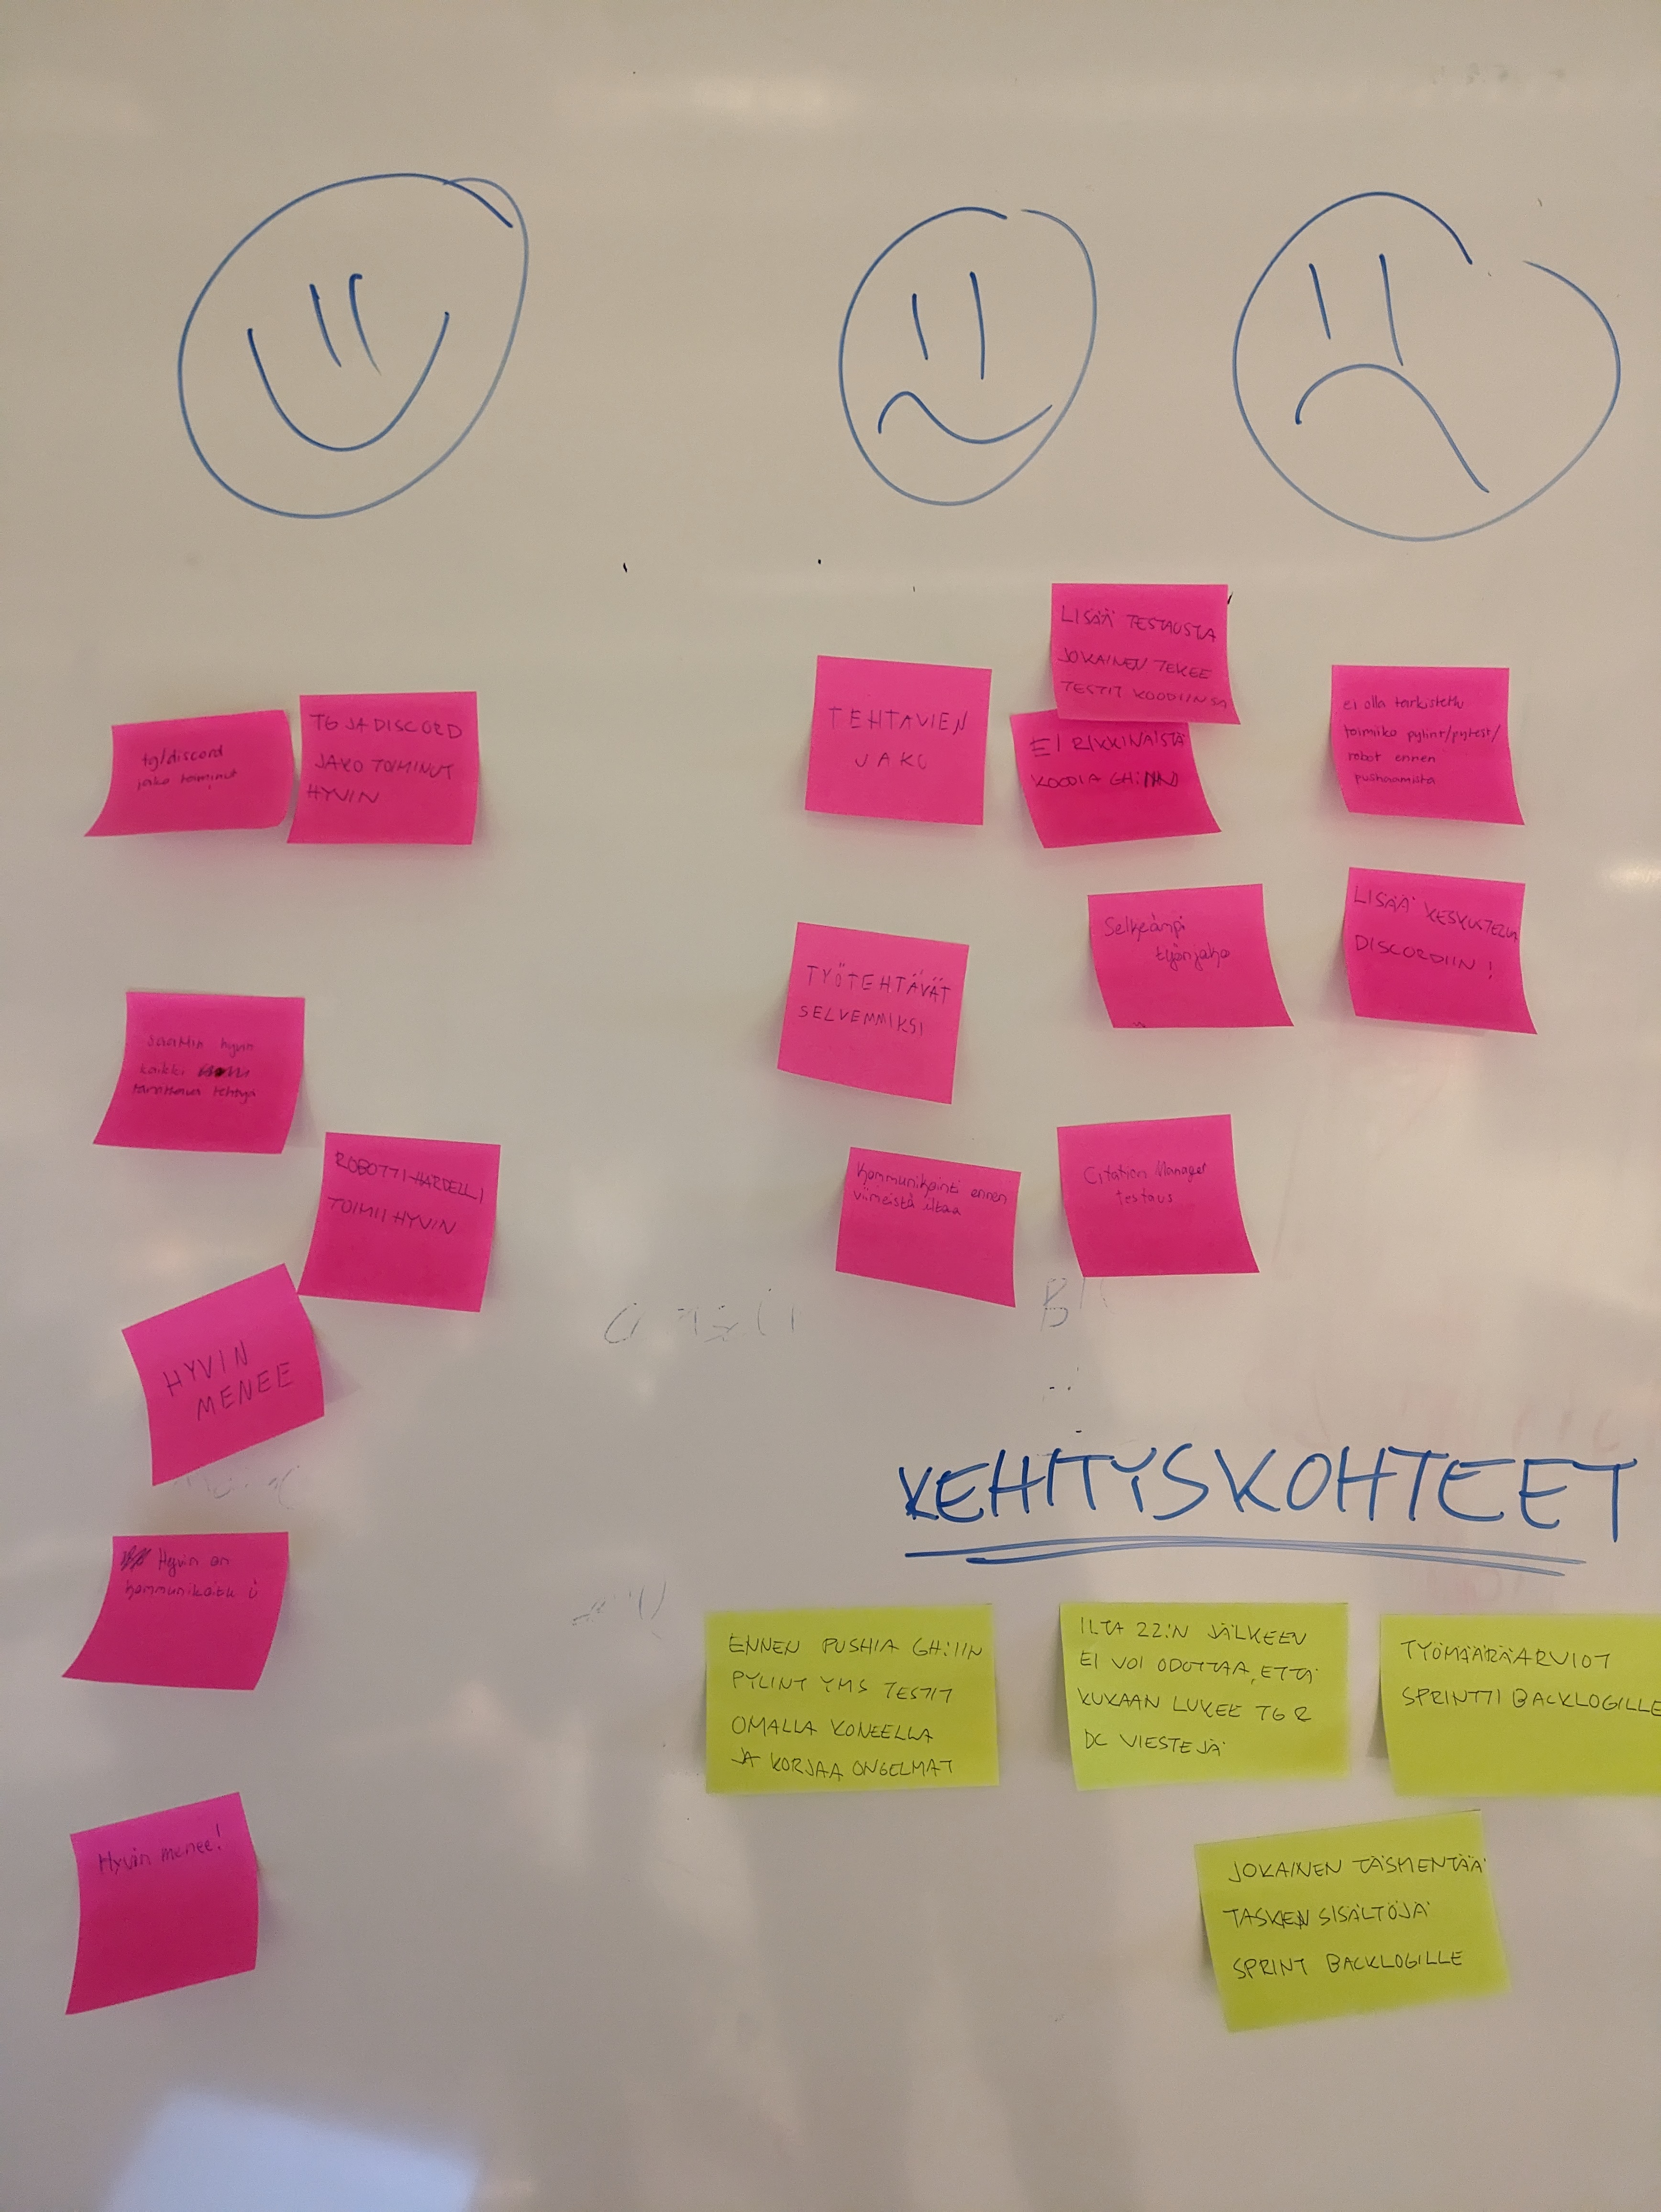 tg/discord
jako toiminut
TG JA DISCORD
JAKO TOIMINUT
HYVIN
saatiin hyvin
kaikki
tarvittava tehtyä
ROBOTTI-HARDELLI
TOIMII HYVIN
HYVIN
MENEE
Hyvin on
kommunikoitu
Hyvin menee!
TEHTAVIEN
JAKO
LISÄÄ TESTAUSTA
JOKAINEN TEKEE
TESTIT KOODIINSA
EI RIKKINAISTÄ
KOODIA GH:
TYÖTEHTÄVÄT
SELVEMMIKSI
Selkeämpi
työnjako
Kommunikointi ennen
viimeistä iltaa
Citation Manager
testaus
ei olla tarkistettu
toimiiko pylint/pytest/
robot ennen
pushaamista
LISÄÄ KESKUSTELUA
DISCORDIIN!
KEHITYSKOHTEET
ENNEN PUSHIA GH:IIN
PYLINT YMS TESTIT
OMALLA KONEELLA
JA KORJAA ONGELMAT
ILTA 22:N JÄLKEEN
EI VOI ODOTTAA, ETTÄ
KUKAAN LUKEE TG &
DC VIESTEJÄ
TYÖMÄÄRÄARVIOT
SPRINTTI BACKLOGILLE
JOKAINEN TÄSMENTÄÄ
TASKIEN SISÄLTÖJÄ
SPRINT BACKLOGILLE